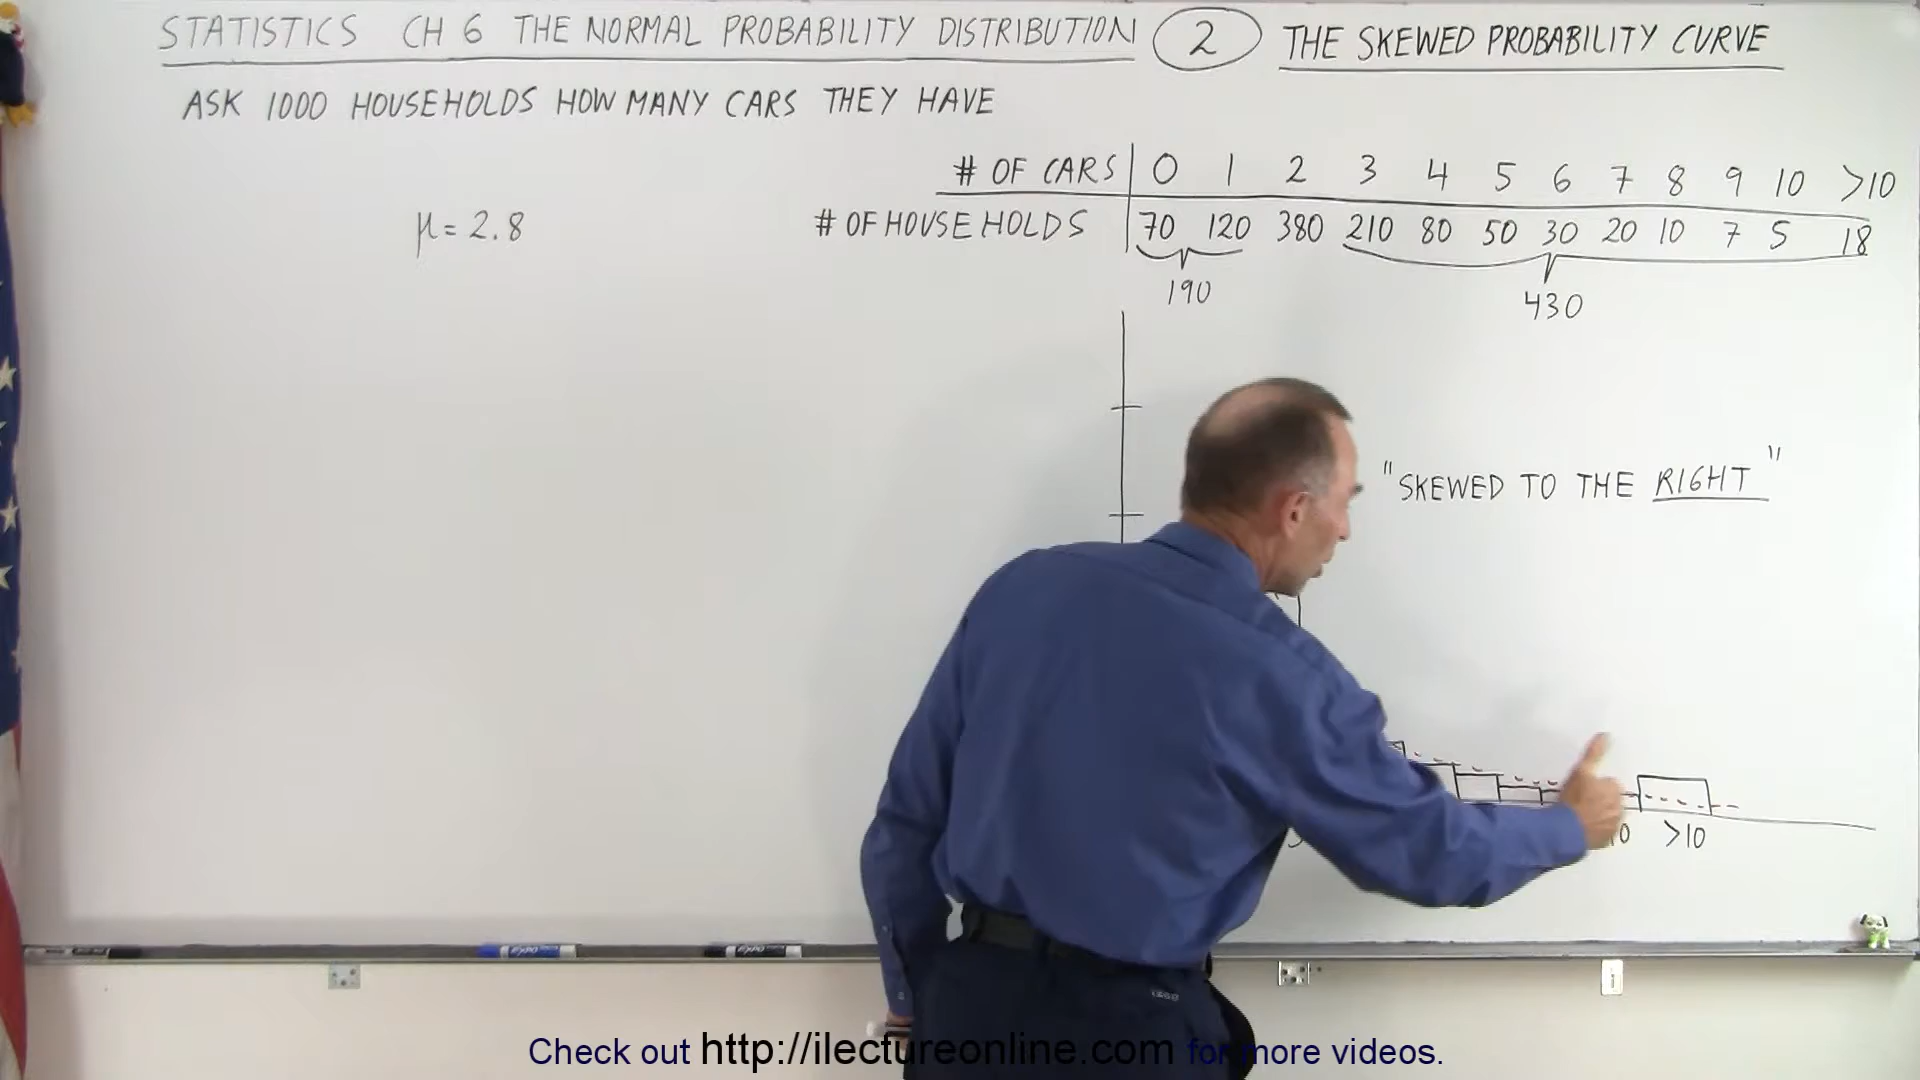 STATISTICS CH 6 THE NORMAL PROBABILITY DISTRIBUTION 2 THE SKEWED PROBABILITY CURVE
ASK 1000 HOUSEHOLDS HOW MANY CARS THEY HAVE
# OF CARS 0 1 2 3 4 5 6 7 8 9 10 >10
μ = 2.8 # OF HOUSEHOLDS 70 120 380 210 80 50 30 20 10 7 5 18
190 430
"SKEWED TO THE RIGHT"
>10
Check out http://ilectureonline.com for more videos.